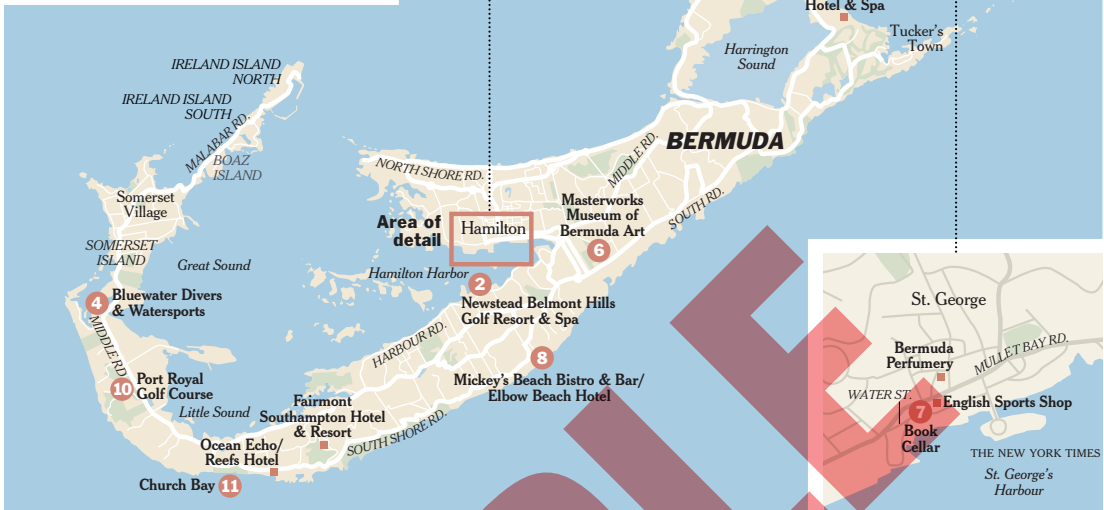 Hotel & Spa
Tucker's
Town
Harrington
Sound
IRELAND ISLAND
NORTH
IRELAND ISLAND
SOUTH
MALABAR RD.
BOAZ
ISLAND
BERMUDA
NORTH SHORE RD.
MIDDLE RD.
SOUTH RD.
Somerset
Village
Masterworks
Museum of
Bermuda Art
6
Area of
detail
Hamilton
SOMERSET
ISLAND
Great Sound
Hamilton Harbor
2
Newstead Belmont Hills
Golf Resort & Spa
4
Bluewater Divers
& Watersports
MIDDLE RD
HARBOUR RD.
8
Mickey's Beach Bistro & Bar/
Elbow Beach Hotel
10
Port Royal
Golf Course
Little Sound
Fairmont
Southampton Hotel
& Resort
SOUTH SHORE RD.
Ocean Echo/
Reefs Hotel
Church Bay
11
St. George
MULLET BAY RD.
Bermuda
Perfumery
WATER ST.
7
English Sports Shop
Book
Cellar
THE NEW YORK TIMES
St. George's
Harbour